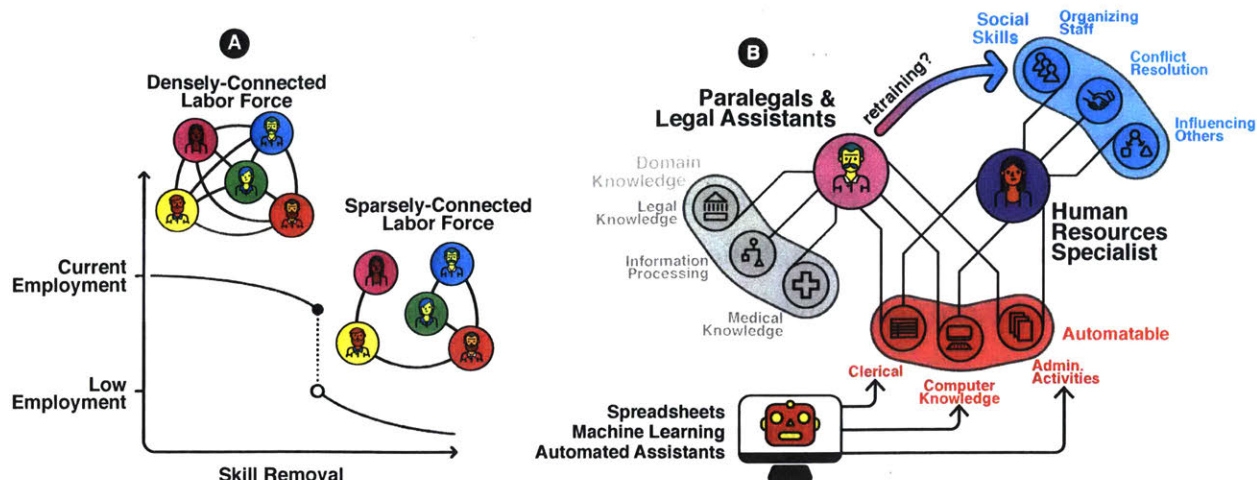 A
Densely-Connected
Labor Force
Sparsely-Connected
Labor Force
Current
Employment
Low
Employment
Skill Removal
B
Paralegals &
Legal Assistants
retraining?
Social
Skills
Organizing
Staff
Conflict
Resolution
Influencing
Others
Domain
Knowledge
Legal
Knowledge
Information
Processing
Medical
Knowledge
Human
Resources
Specialist
Automatable
Clerical
Computer
Knowledge
Admin.
Activities
Spreadsheets
Machine Learning
Automated Assistants